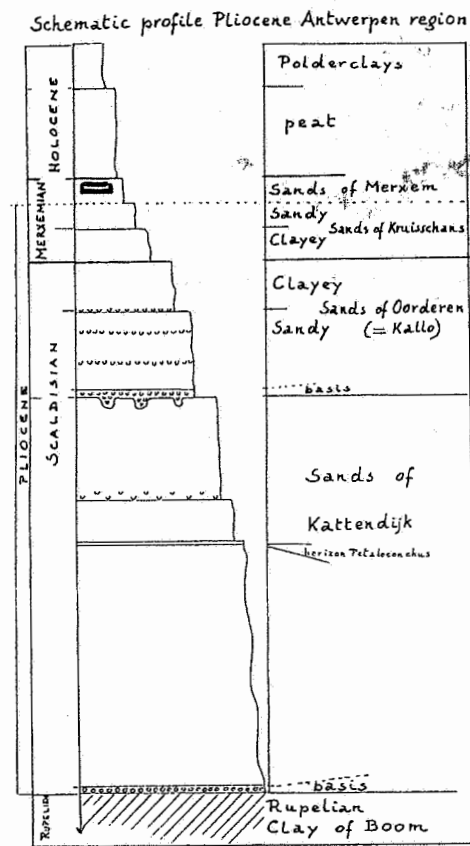 Schematic profile Pliocene Antwerpen region
HOLOCENE
MERXEMIAN
PLIOCENE
SCALDISIAN
RUPELIAN
Polderclays
peat
Sands of Merxem
Sandy
Sands of Kruisschans
Clayey
Clayey
Sands of Oorderen
Sandy (= Kallo)
basis
Sands of
Kattendijk
horizon Petaloconchus
basis
Rupelian
Clay of Boom